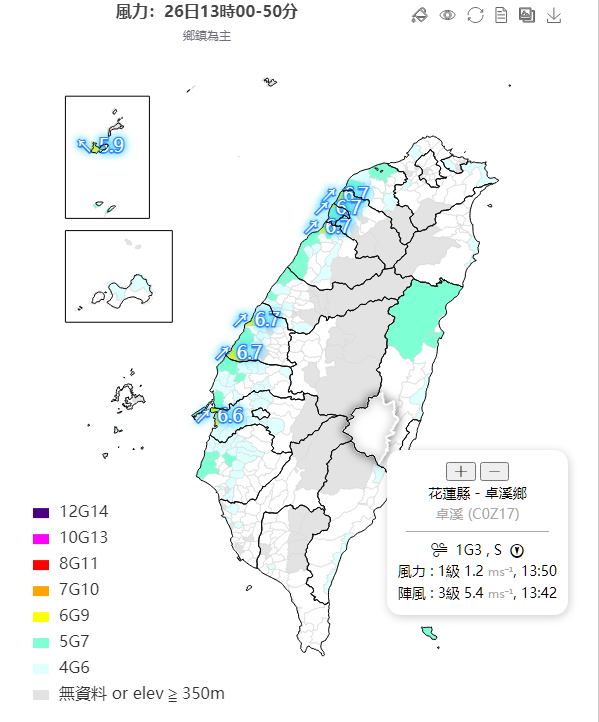 風力：26日13時00-50分
鄉鎮為主
5.9
6.7
6.7
6.7
6.7
6.7
6.6
＋ －
花蓮縣 - 卓溪鄉
卓溪 (C0Z17)
1G3 , S
風力 : 1級 1.2 ms⁻¹, 13:50
陣風 : 3級 5.4 ms⁻¹, 13:42
12G14
10G13
8G11
7G10
6G9
5G7
4G6
無資料 or elev ≧ 350m